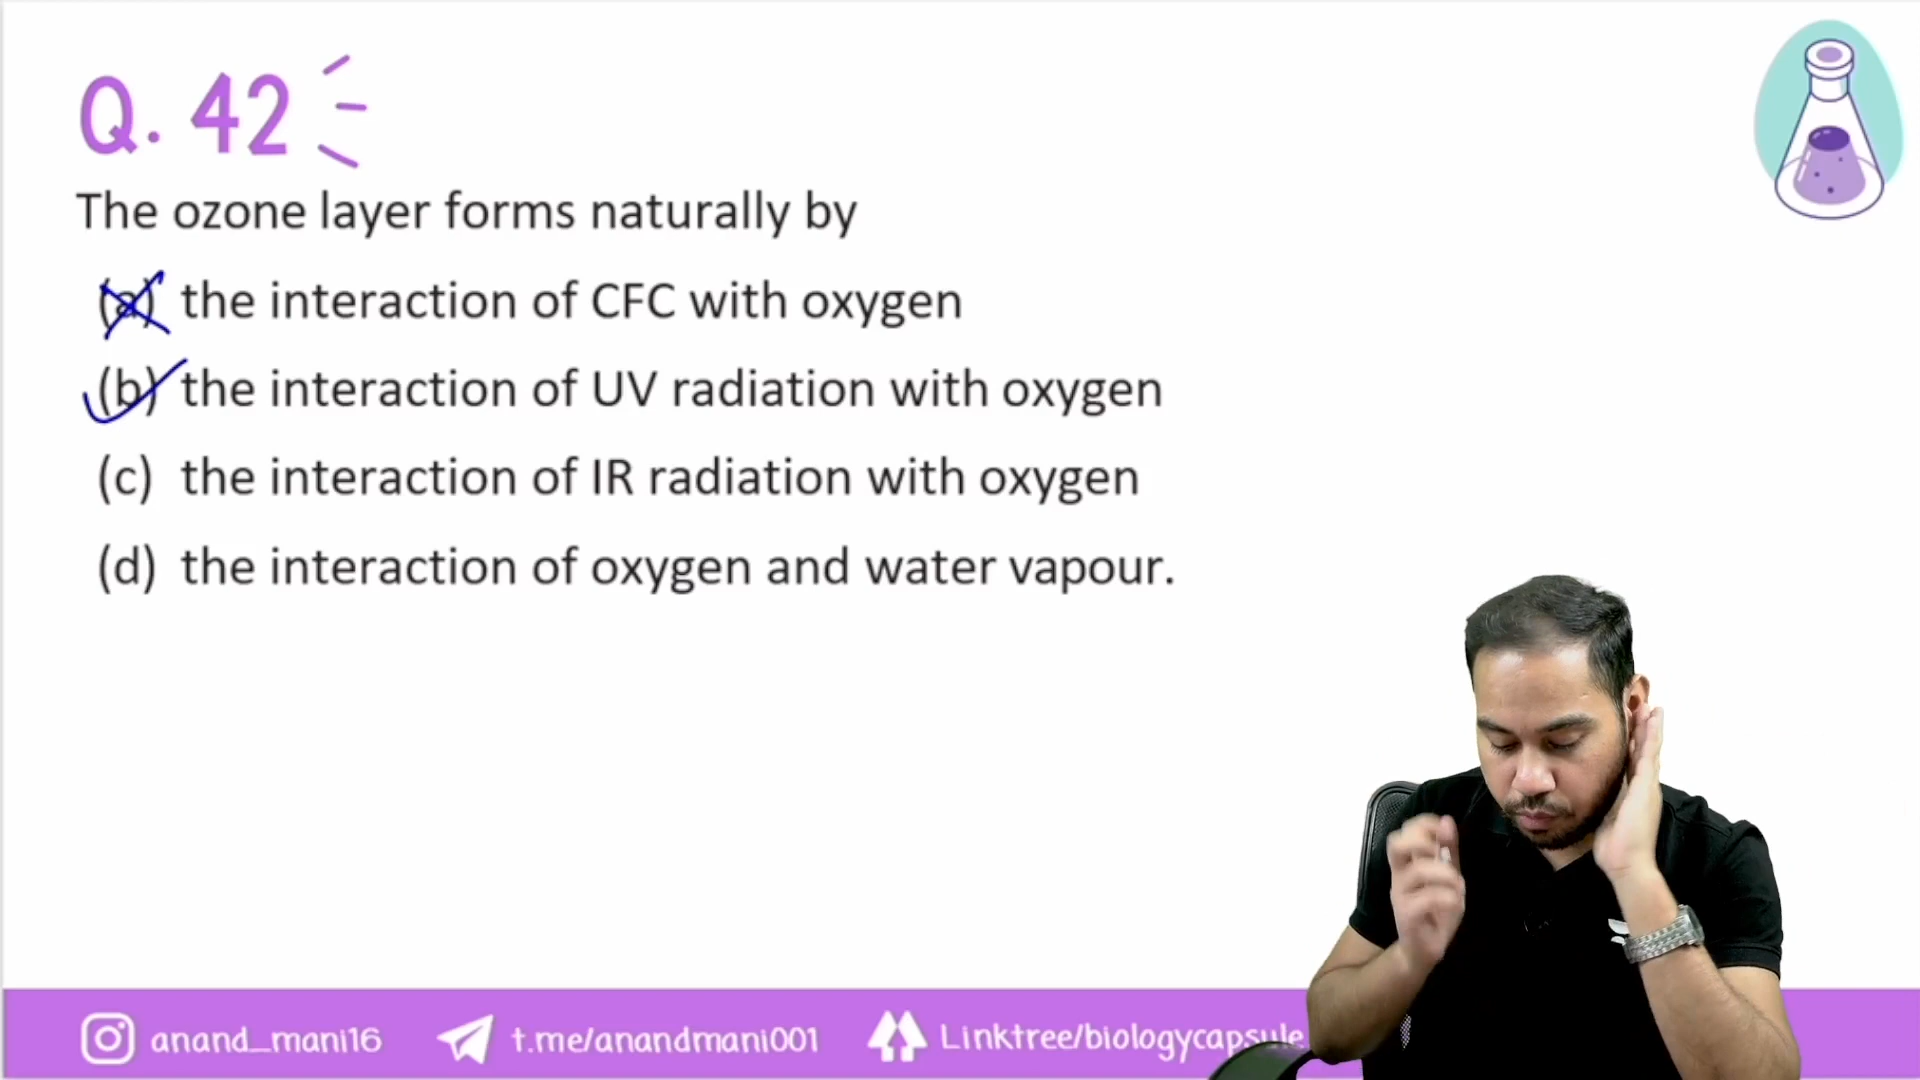 Q. 42
The ozone layer forms naturally by
(a) the interaction of CFC with oxygen
(b) the interaction of UV radiation with oxygen
(c) the interaction of IR radiation with oxygen
(d) the interaction of oxygen and water vapour.
anand_mani16 t.me/anandmani001 Linktree/biologycapsule